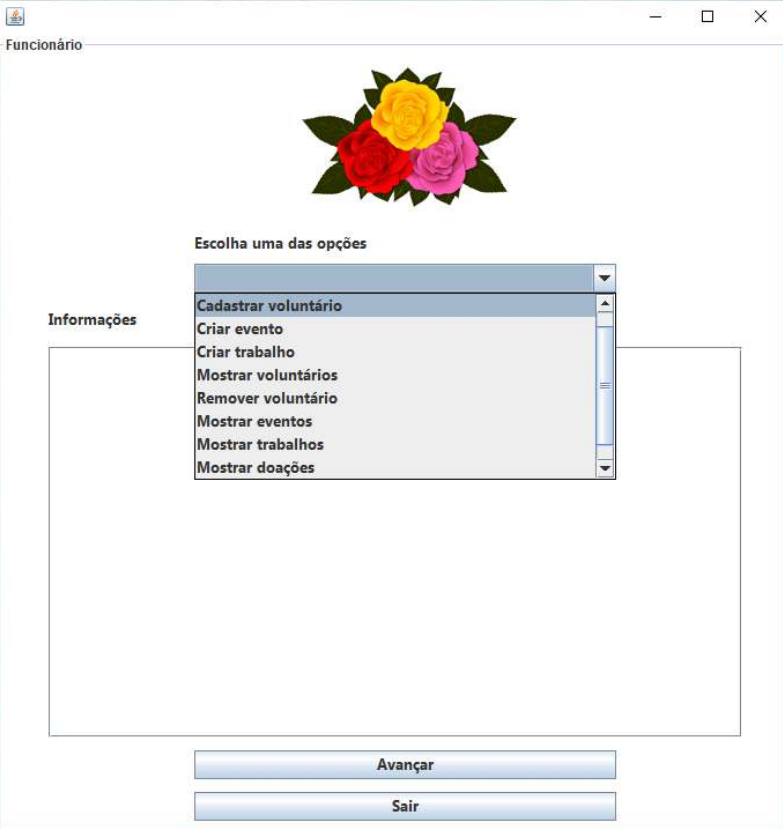 Funcionário
Escolha uma das opções
Cadastrar voluntário
Informações
Criar evento
Criar trabalho
Mostrar voluntários
Remover voluntário
Mostrar eventos
Mostrar trabalhos
Mostrar doações
Avançar
Sair